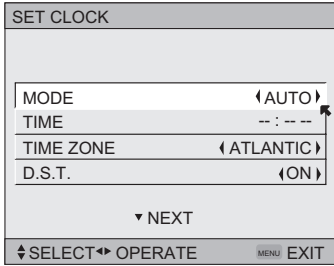 SET CLOCK
MODE AUTO
TIME -- : -- --
TIME ZONE ATLANTIC
D.S.T. ON
NEXT
SELECT OPERATE MENU EXIT